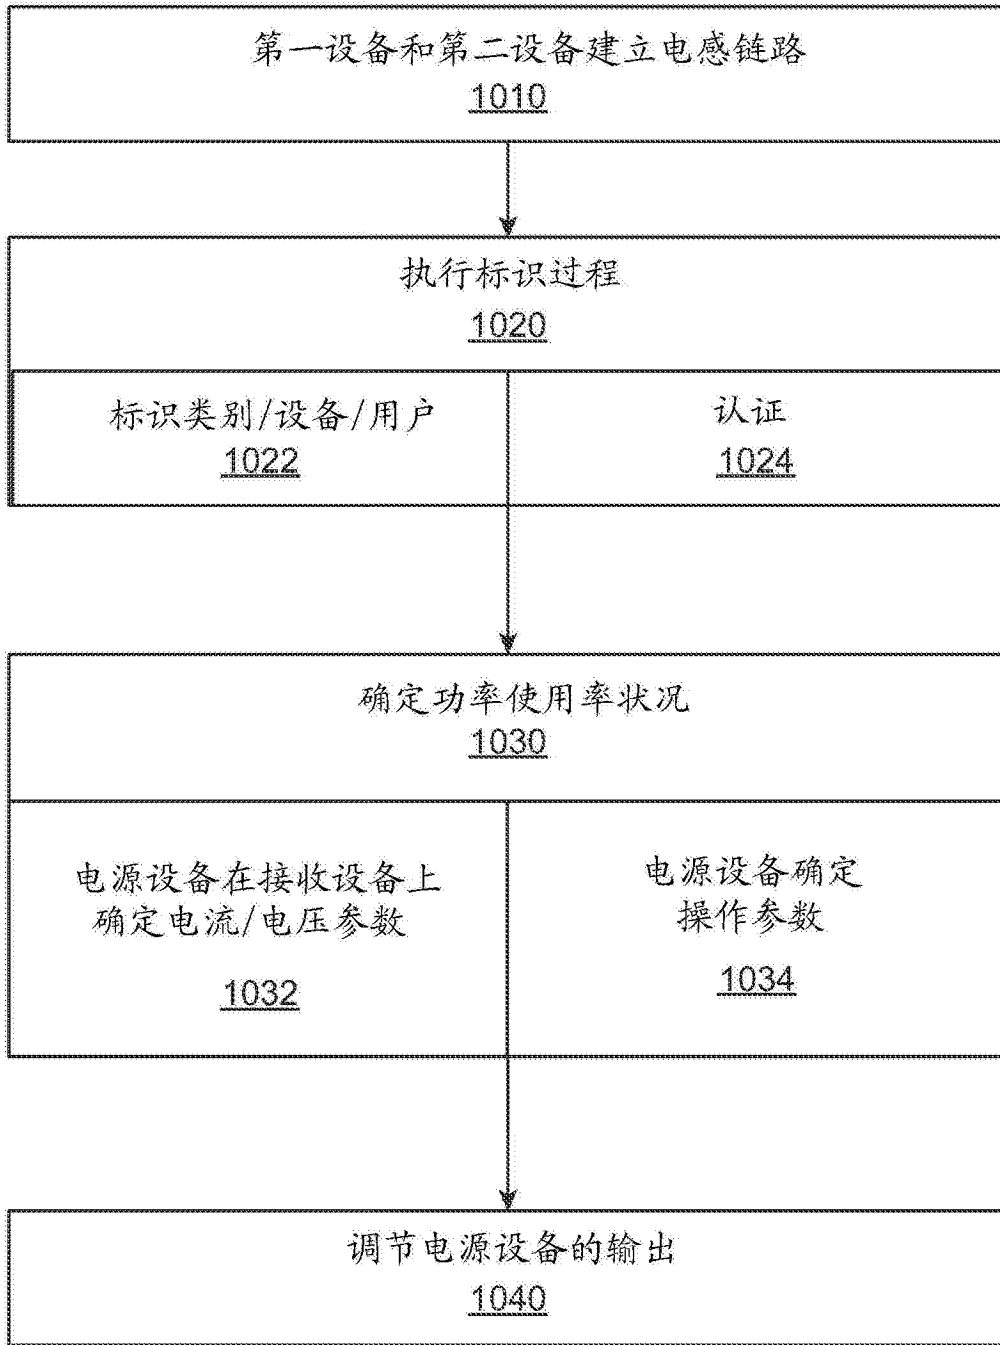 第一设备和第二设备建立电感链路
1010
执行标识过程
1020
标识类别/设备/用户
1022
认证
1024
确定功率使用率状况
1030
电源设备在接收设备上
确定电流/电压参数
1032
电源设备确定
操作参数
1034
调节电源设备的输出
1040